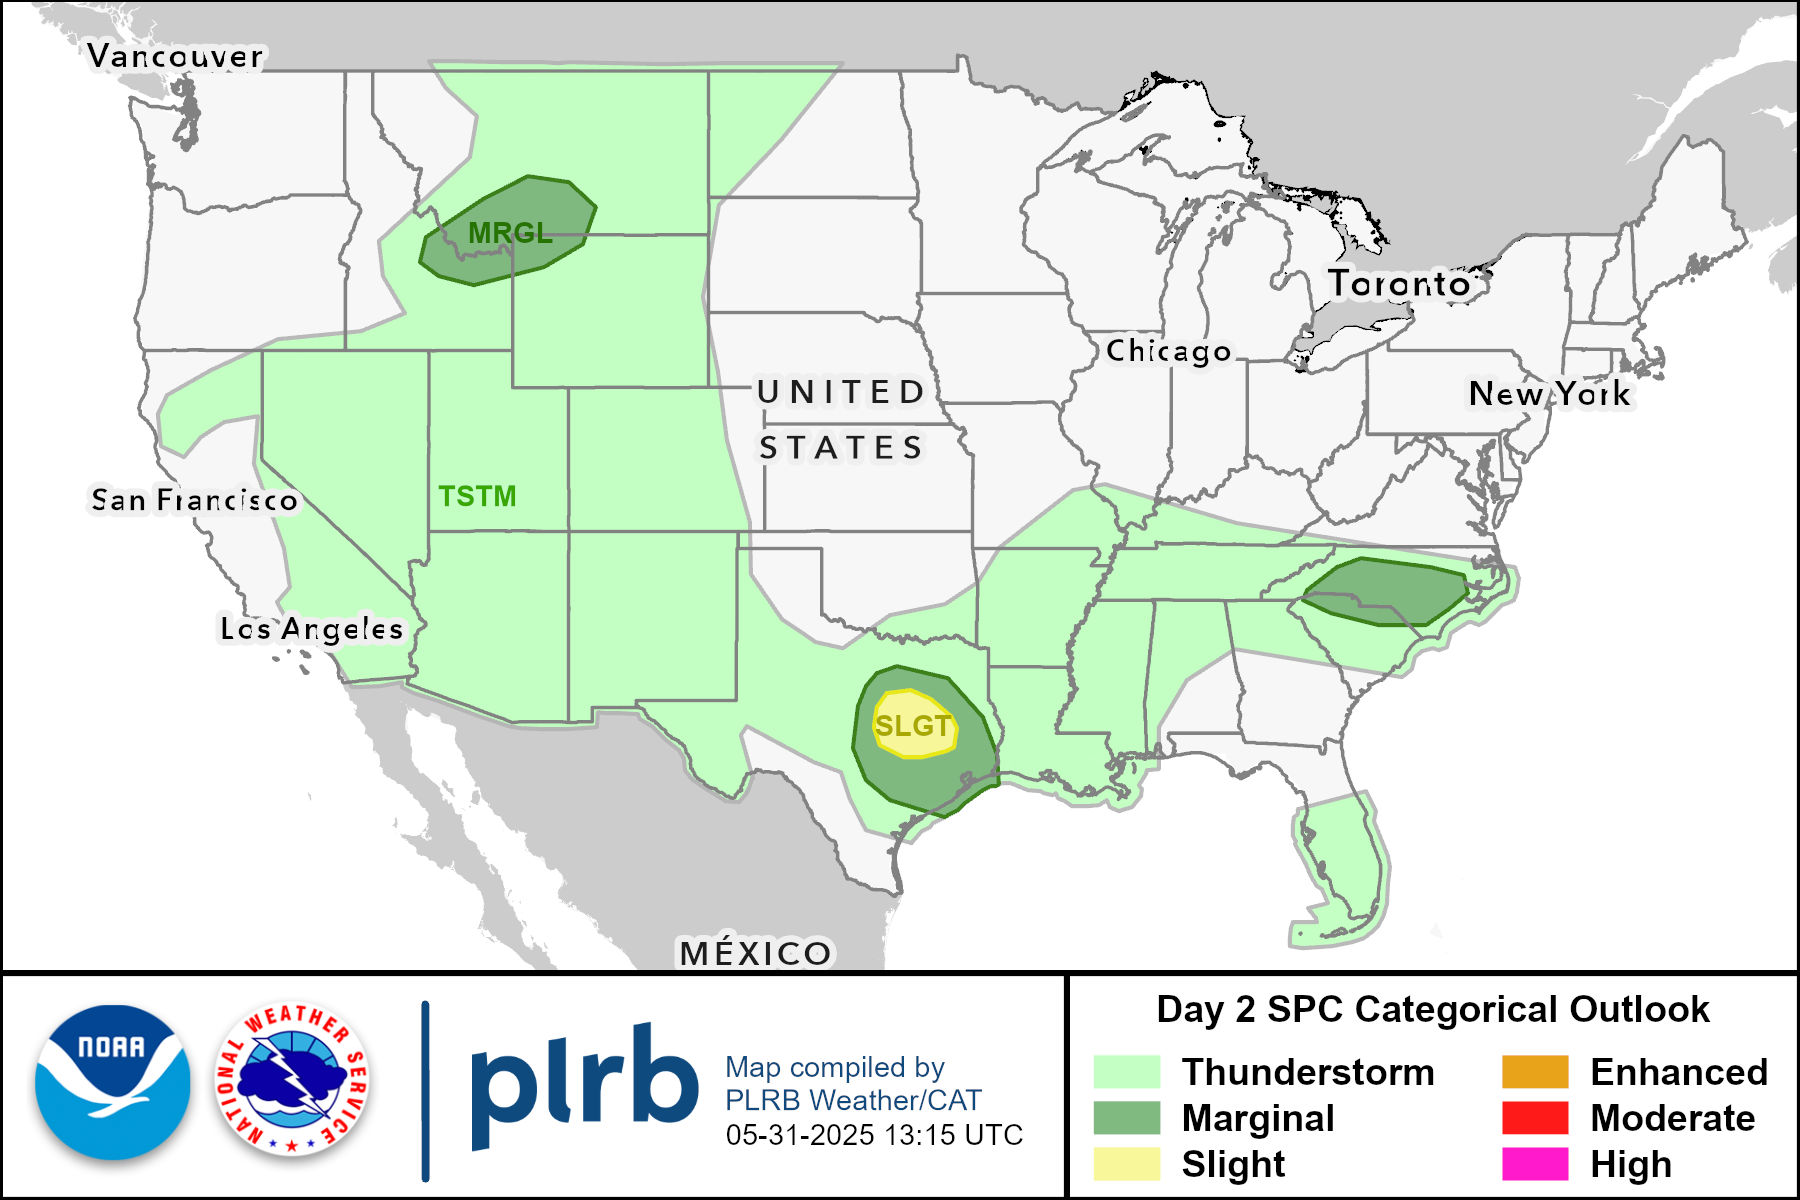 Vancouver
MRGL
Toronto
Chicago
UNITED
STATES
New York
San Francisco
TSTM
Los Angeles
SLGT
MÉXICO
NOAA
NATIONAL WEATHER SERVICE
plrb
Map compiled by
PLRB Weather/CAT
05-31-2025 13:15 UTC
Day 2 SPC Categorical Outlook
Thunderstorm
Marginal
Slight
Enhanced
Moderate
High